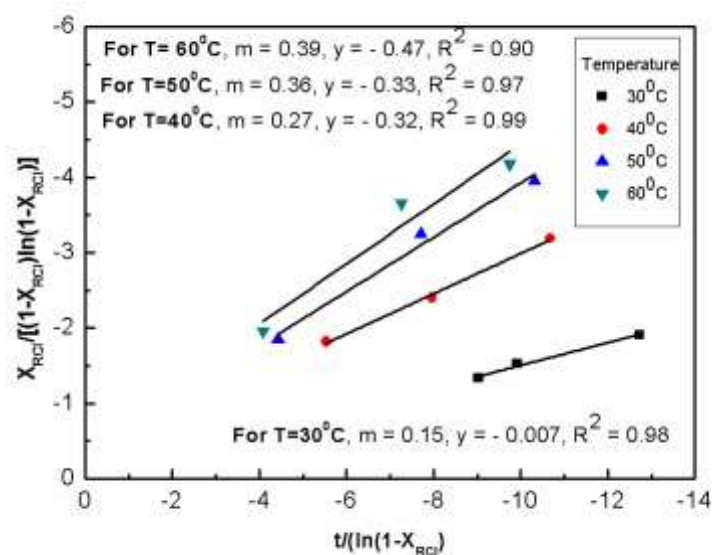 -6
For T= 60⁰C, m = 0.39, y = - 0.47, R² = 0.90
For T=50⁰C, m = 0.36, y = - 0.33, R² = 0.97
For T=40⁰C, m = 0.27, y = - 0.32, R² = 0.99
Temperature
30⁰C
40⁰C
50⁰C
60⁰C
-5
-4
-3
-2
-1
0
X_RCl/[(1-X_RCl)ln(1-X_RCl)]
For T=30⁰C, m = 0.15, y = - 0.007, R² = 0.98
0 -2 -4 -6 -8 -10 -12 -14
t/(ln(1-X_RCl)